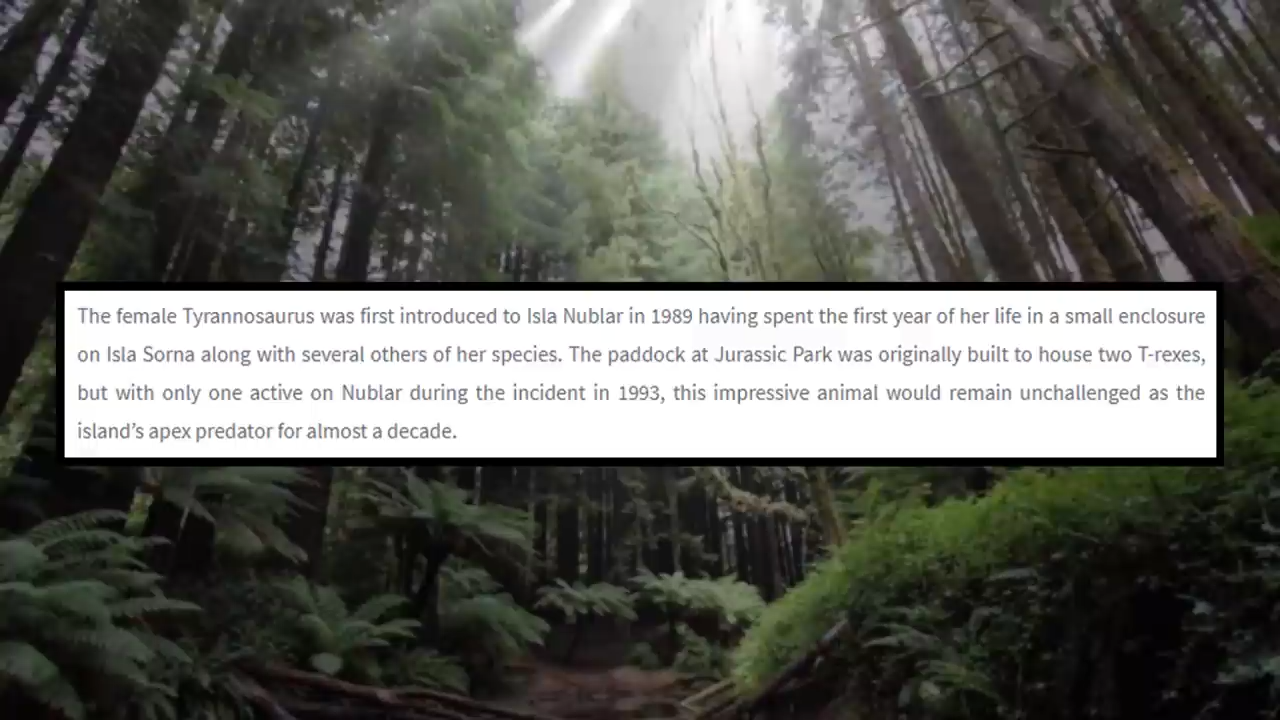 The female Tyrannosaurus was first introduced to Isla Nublar in 1989 having spent the first year of her life in a small enclosure
on Isla Sorna along with several others of her species. The paddock at Jurassic Park was originally built to house two T-rexes,
but with only one active on Nublar during the incident in 1993, this impressive animal would remain unchallenged as the
island’s apex predator for almost a decade.